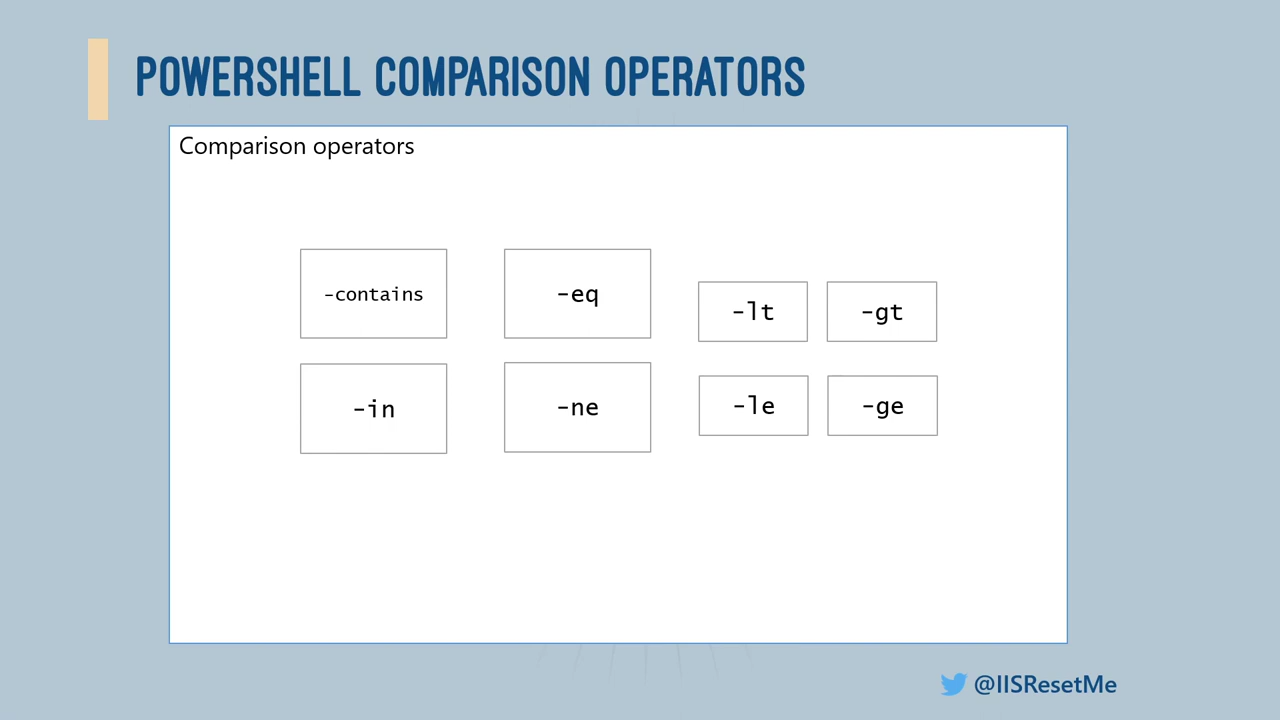 POWERSHELL COMPARISON OPERATORS
Comparison operators
-contains
-eq
-lt
-gt
-in
-ne
-le
-ge
@IISResetMe